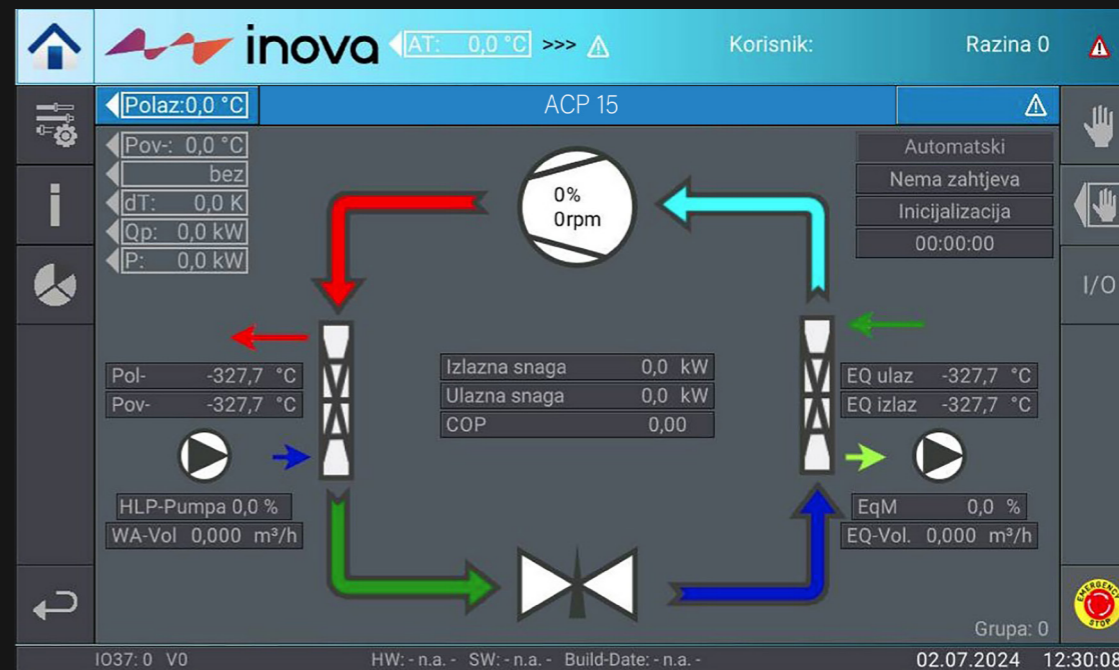 inova AT: 0,0 °C >>> Korisnik: Razina 0
Polaz:0,0 °C ACP 15
Pov-: 0,0 °C
bez
dT: 0,0 K
Qp: 0,0 kW
P: 0,0 kW
0%
0rpm
Automatski
Nema zahtjeva
Inicijalizacija
00:00:00
I/O
Pol- -327,7 °C
Pov- -327,7 °C
Izlazna snaga 0,0 kW
Ulazna snaga 0,0 kW
COP 0,00
EQ ulaz -327,7 °C
EQ izlaz -327,7 °C
HLP-Pumpa 0,0 %
WA-Vol 0,000 m³/h
EqM 0,0 %
EQ-Vol. 0,000 m³/h
EMERGENCY
STOP
Grupa: 0
IO37: 0 V0 HW: - n.a. - SW: - n.a. - Build-Date: - n.a. - 02.07.2024 12:30:08